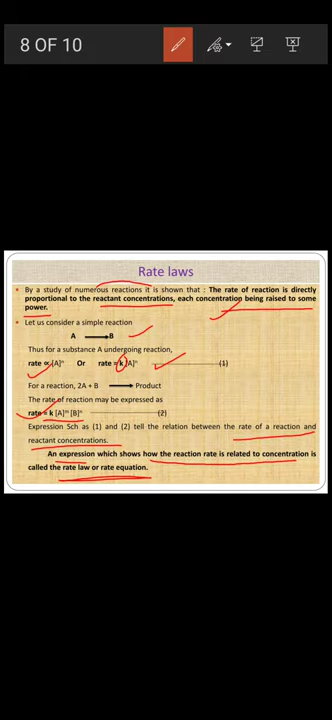 8 OF 10
Rate laws
▪ By a study of numerous reactions it is shown that : The rate of reaction is directly
proportional to the reactant concentrations, each concentration being raised to some
power.
▪ Let us consider a simple reaction
A ⟶ B
Thus for a substance A undergoing reaction,
rate ∝ [A]ⁿ Or rate = k [A]ⁿ ------------------------(1)
For a reaction, 2A + B ⟶ Product
The rate of reaction may be expressed as
rate = k [A]ᵐ [B]ⁿ ------------------------(2)
Expression Sch as (1) and (2) tell the relation between the rate of a reaction and
reactant concentrations.
An expression which shows how the reaction rate is related to concentration is
called the rate law or rate equation.